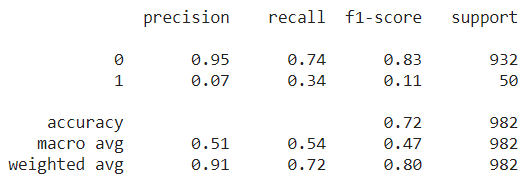 precision recall f1-score support
0 0.95 0.74 0.83 932
1 0.07 0.34 0.11 50
accuracy 0.72 982
macro avg 0.51 0.54 0.47 982
weighted avg 0.91 0.72 0.80 982